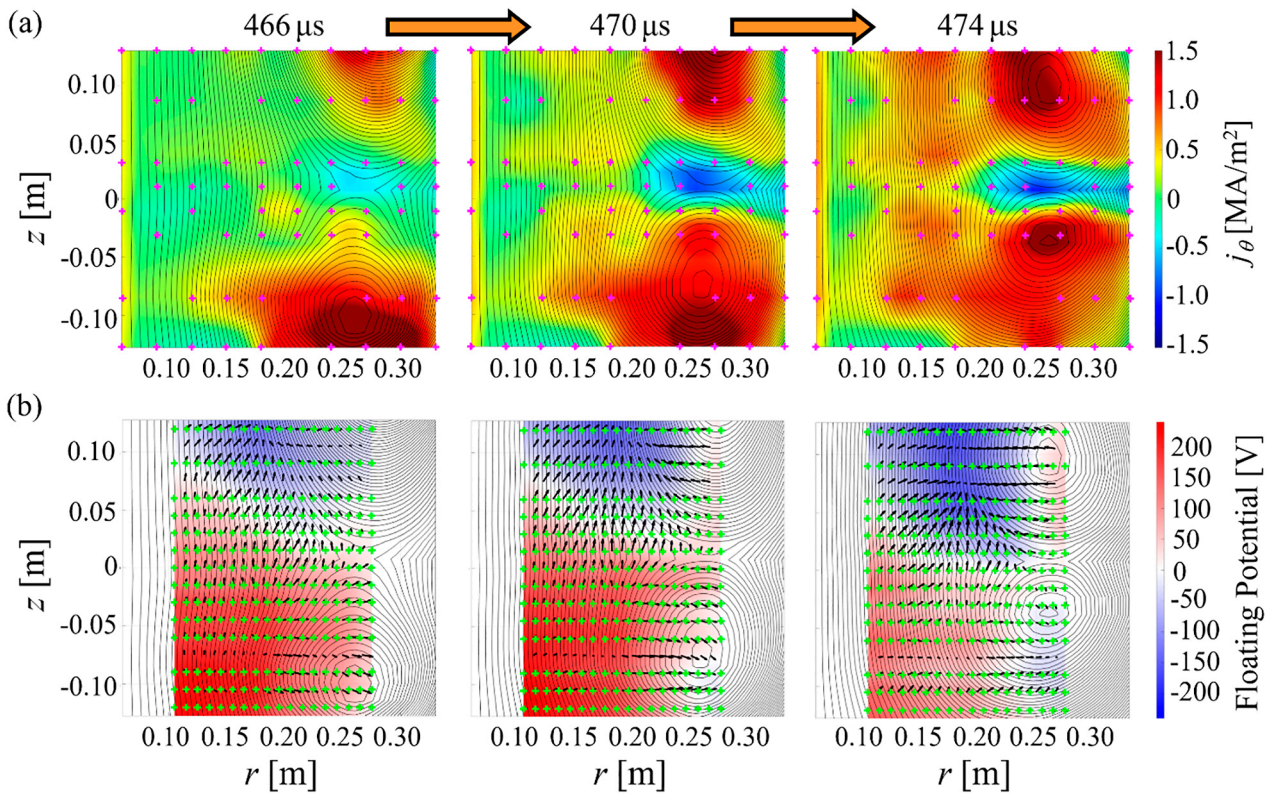 (a)
466 μs
470 μs
474 μs
z [m]
0.10
0.05
0
-0.05
-0.10
0.10 0.15 0.20 0.25 0.30
0.10 0.15 0.20 0.25 0.30
0.10 0.15 0.20 0.25 0.30
1.5
1.0
0.5
0
-0.5
-1.0
-1.5
jθ [MA/m²]
(b)
z [m]
0.10
0.05
0
-0.05
-0.10
0.10 0.15 0.20 0.25 0.30
0.10 0.15 0.20 0.25 0.30
0.10 0.15 0.20 0.25 0.30
r [m]
r [m]
r [m]
200
150
100
50
0
-50
-100
-150
-200
Floating Potential [V]